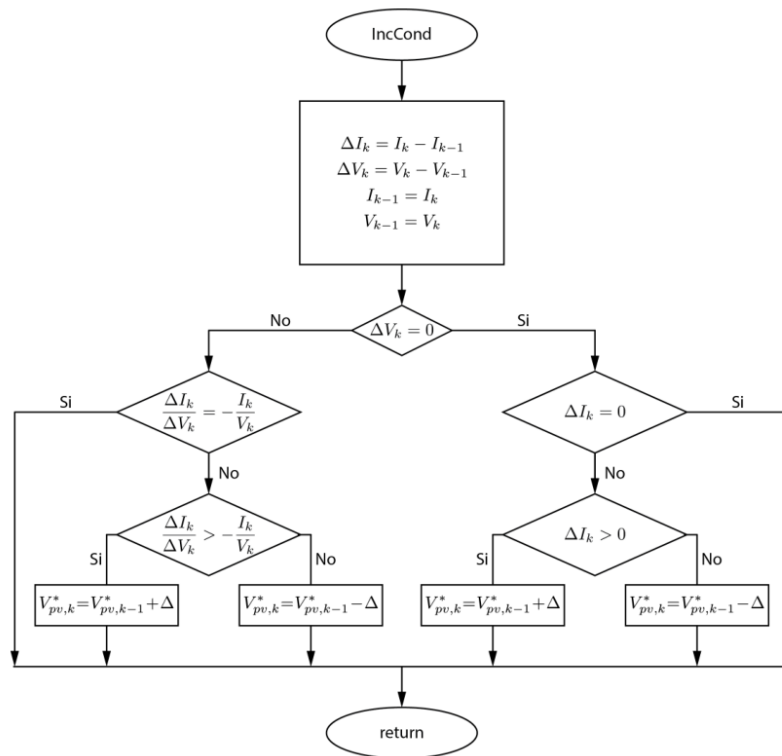 IncCond
ΔI_k = I_k − I_{k−1}
ΔV_k = V_k − V_{k−1}
I_{k−1} = I_k
V_{k−1} = V_k
No
ΔV_k = 0
Si
Si
ΔI_k/ΔV_k = −I_k/V_k
ΔI_k = 0
Si
No
No
ΔI_k/ΔV_k > −I_k/V_k
ΔI_k > 0
Si
No
Si
No
V*_{pv,k}=V*_{pv,k−1}+Δ
V*_{pv,k}=V*_{pv,k−1}−Δ
V*_{pv,k}=V*_{pv,k−1}+Δ
V*_{pv,k}=V*_{pv,k−1}−Δ
return